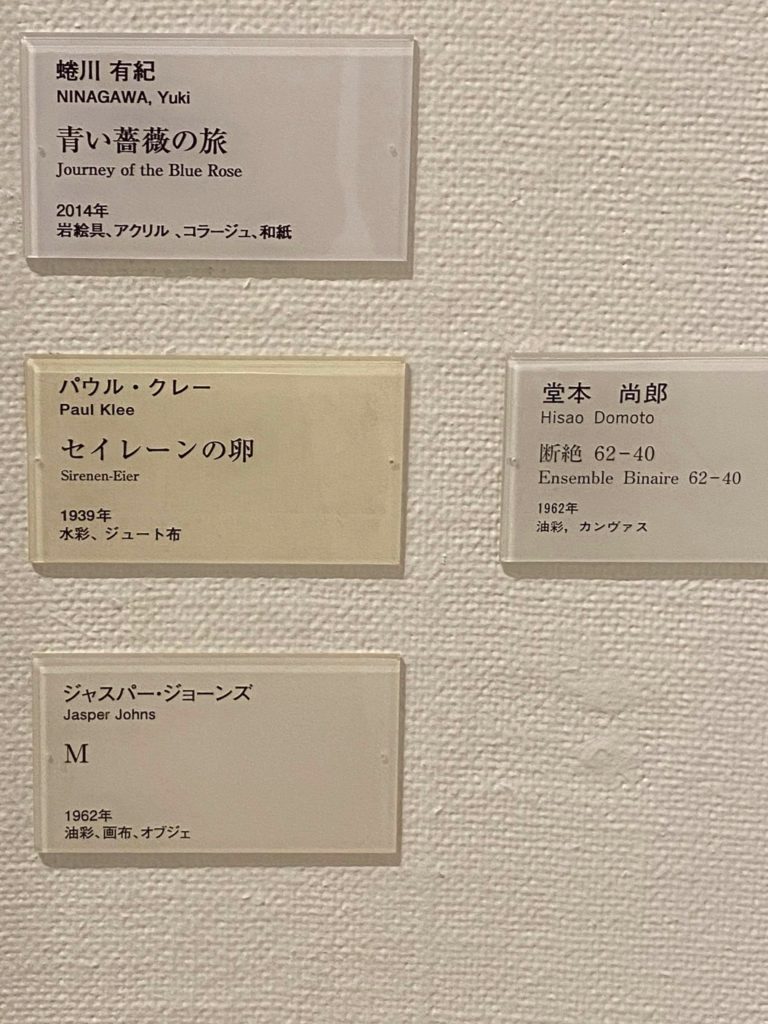 蜷川 有紀
NINAGAWA, Yuki
青い薔薇の旅
Journey of the Blue Rose
2014年
岩絵具、アクリル 、コラージュ、和紙
パウル・クレー
Paul Klee
セイレーンの卵
Sirenen-Eier
1939年
水彩、ジュート布
堂本　尚郎
Hisao Domoto
断絶 62−40
Ensemble Binaire 62−40
1962年
油彩，カンヴァス
ジャスパー・ジョーンズ
Jasper Johns
M
1962年
油彩、画布、オブジェ